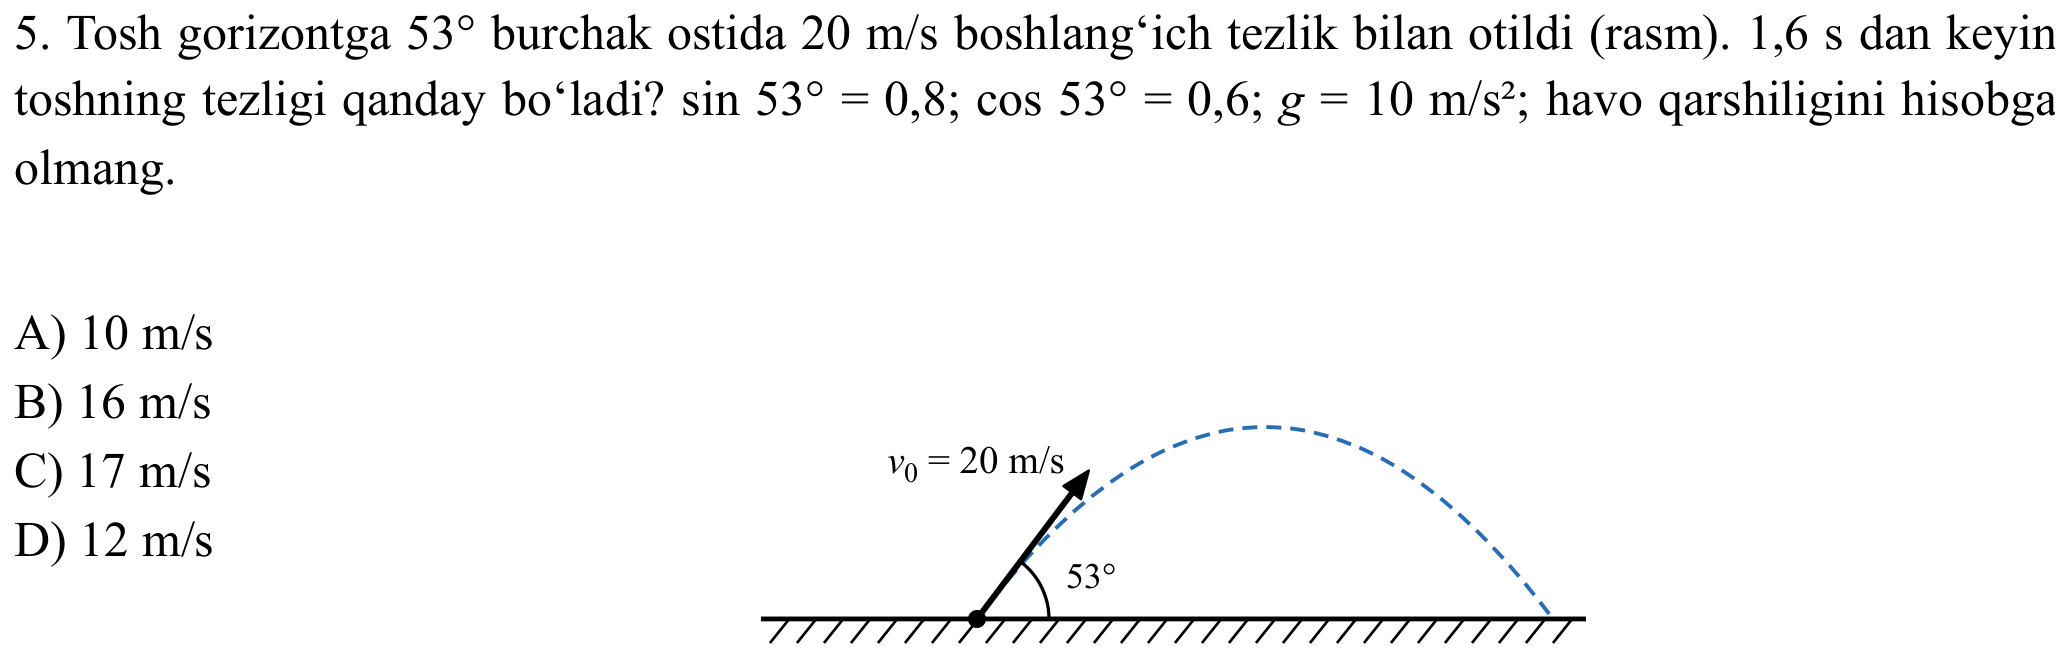 5. Tosh gorizontga 53° burchak ostida 20 m/s boshlang‘ich tezlik bilan otildi (rasm). 1,6 s dan keyin
toshning tezligi qanday bo‘ladi? sin 53° = 0,8; cos 53° = 0,6; g = 10 m/s²; havo qarshiligini hisobga
olmang.
A) 10 m/s
B) 16 m/s
C) 17 m/s
D) 12 m/s
v₀ = 20 m/s
53°